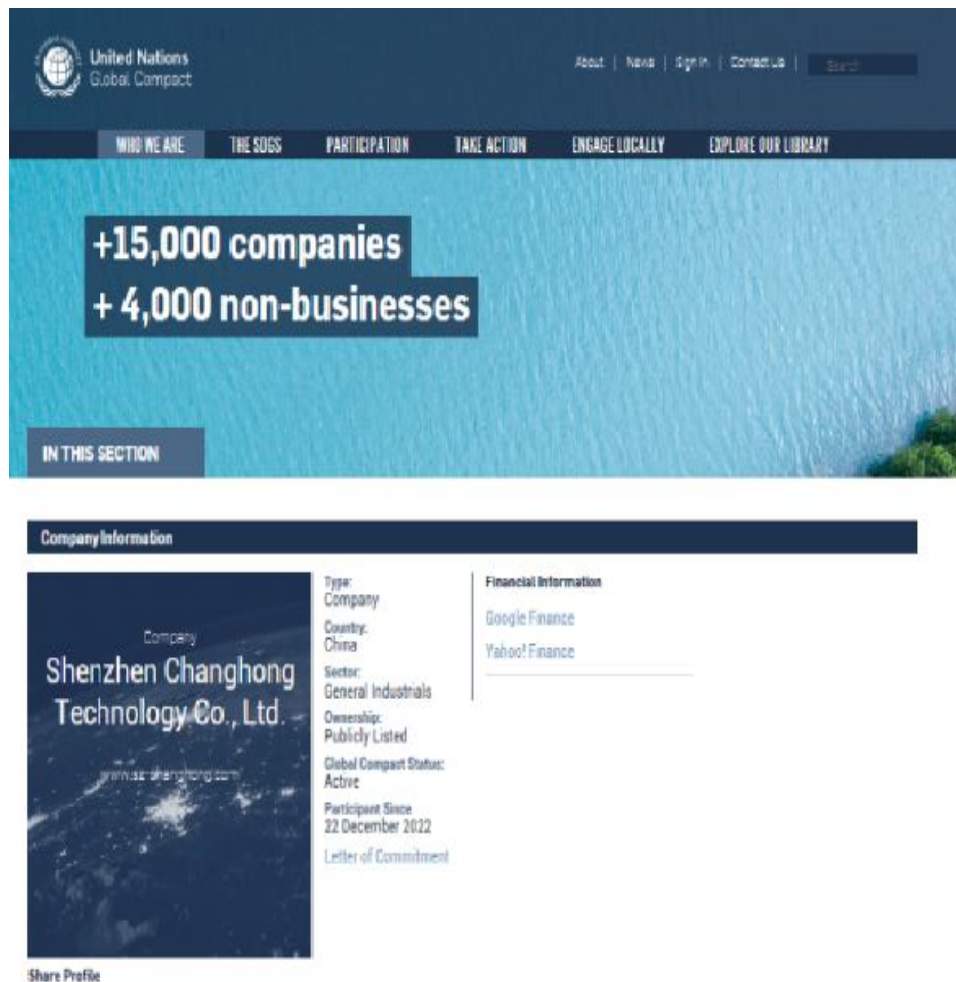 United Nations
Global Compact
About | News | Sign In | Contact Us |
Search
WHO WE ARE
THE SDGS
PARTICIPATION
TAKE ACTION
ENGAGE LOCALLY
EXPLORE OUR LIBRARY
+15,000 companies
+ 4,000 non-businesses
IN THIS SECTION
Company Information
Company
Shenzhen Changhong
Technology Co., Ltd.
Type:
Company
Country:
China
Sector:
General Industrials
Ownership:
Publicly Listed
Global Compact Status:
Active
Participant Since
22 December 2022
Letter of Commitment
Financial Information
Google Finance
Yahoo! Finance
Share Profile